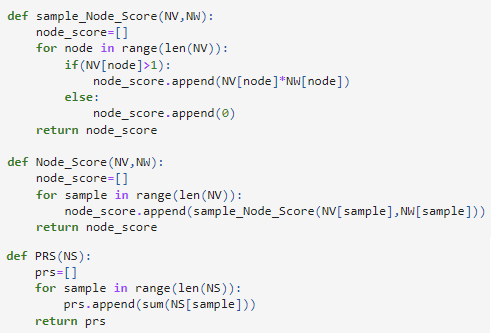 def sample_Node_Score(NV,NW):
    node_score=[]
    for node in range(len(NV)):
        if(NV[node]>1):
            node_score.append(NV[node]*NW[node])
        else:
            node_score.append(0)
    return node_score
def Node_Score(NV,NW):
    node_score=[]
    for sample in range(len(NV)):
        node_score.append(sample_Node_Score(NV[sample],NW[sample]))
    return node_score
def PRS(NS):
    prs=[]
    for sample in range(len(NS)):
        prs.append(sum(NS[sample]))
    return prs